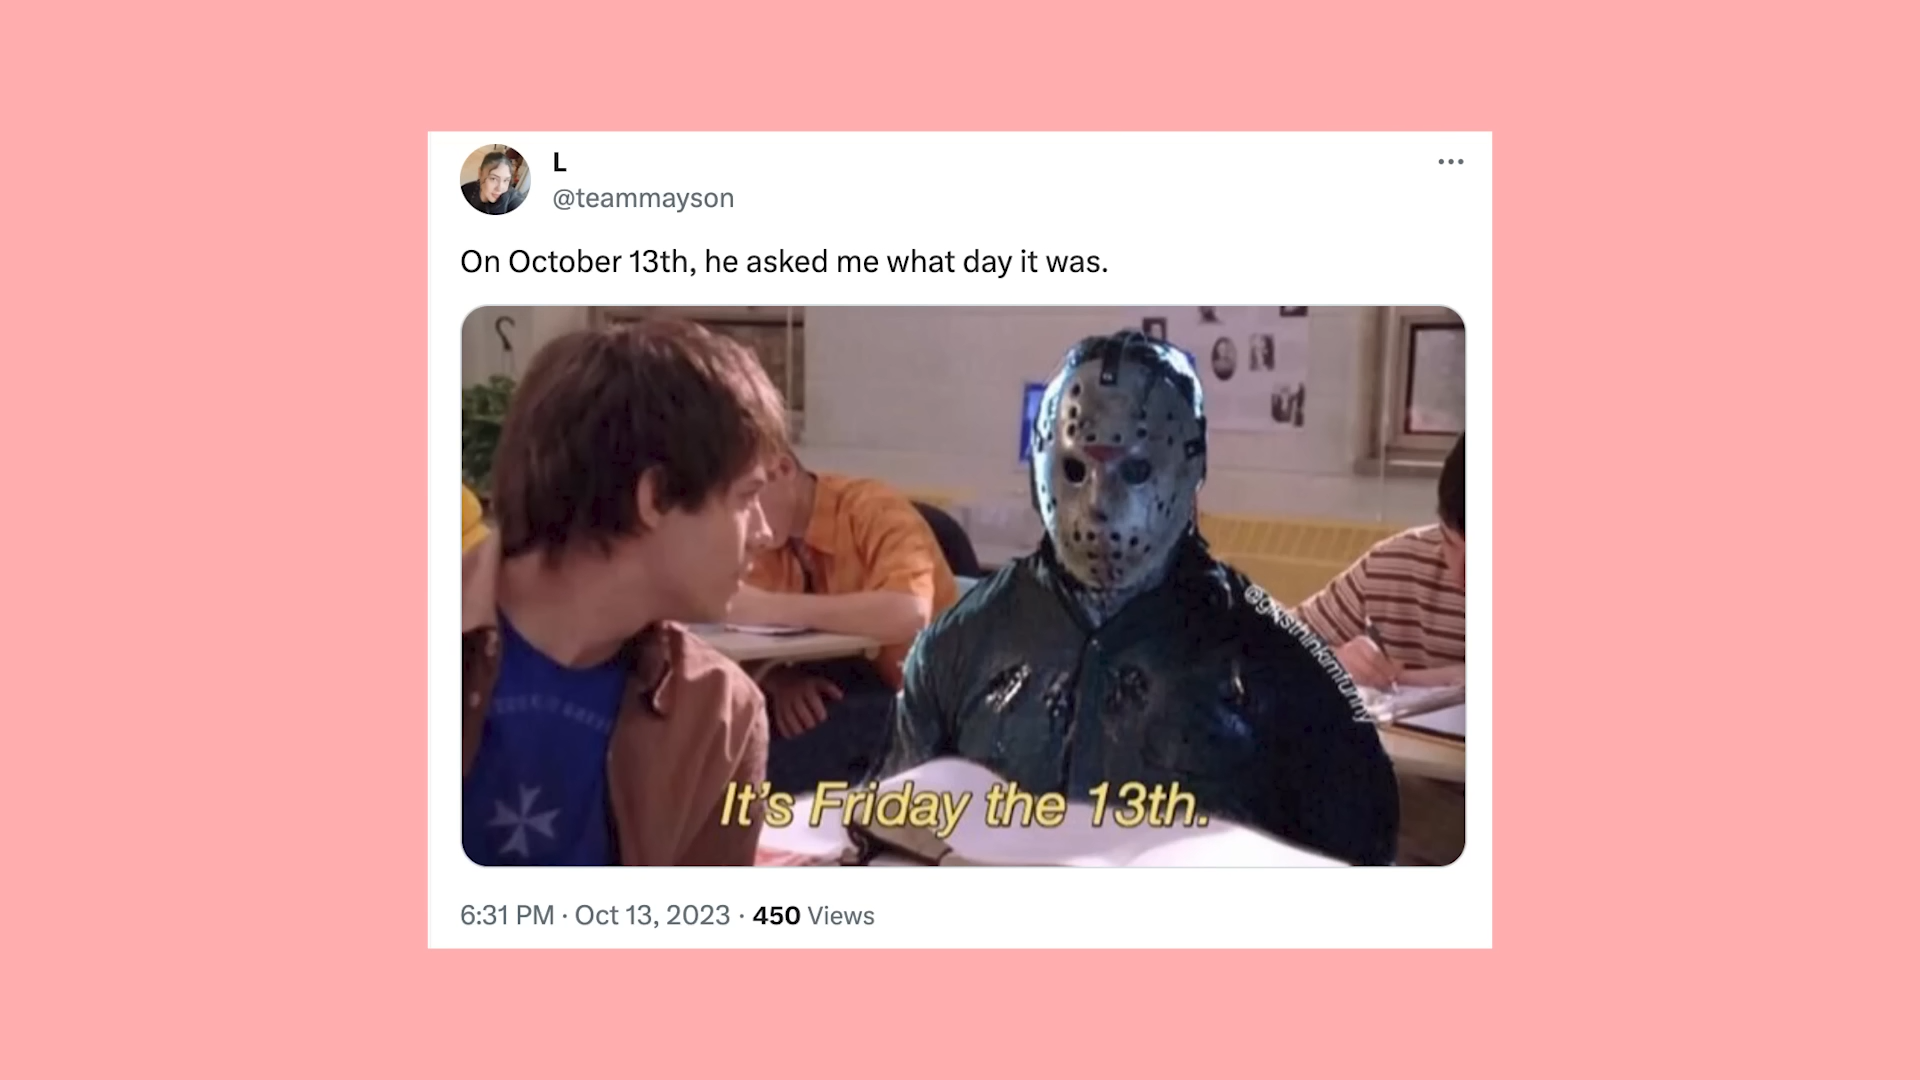 L
@teammayson
On October 13th, he asked me what day it was.
It's Friday the 13th.
6:31 PM · Oct 13, 2023 · 450 Views